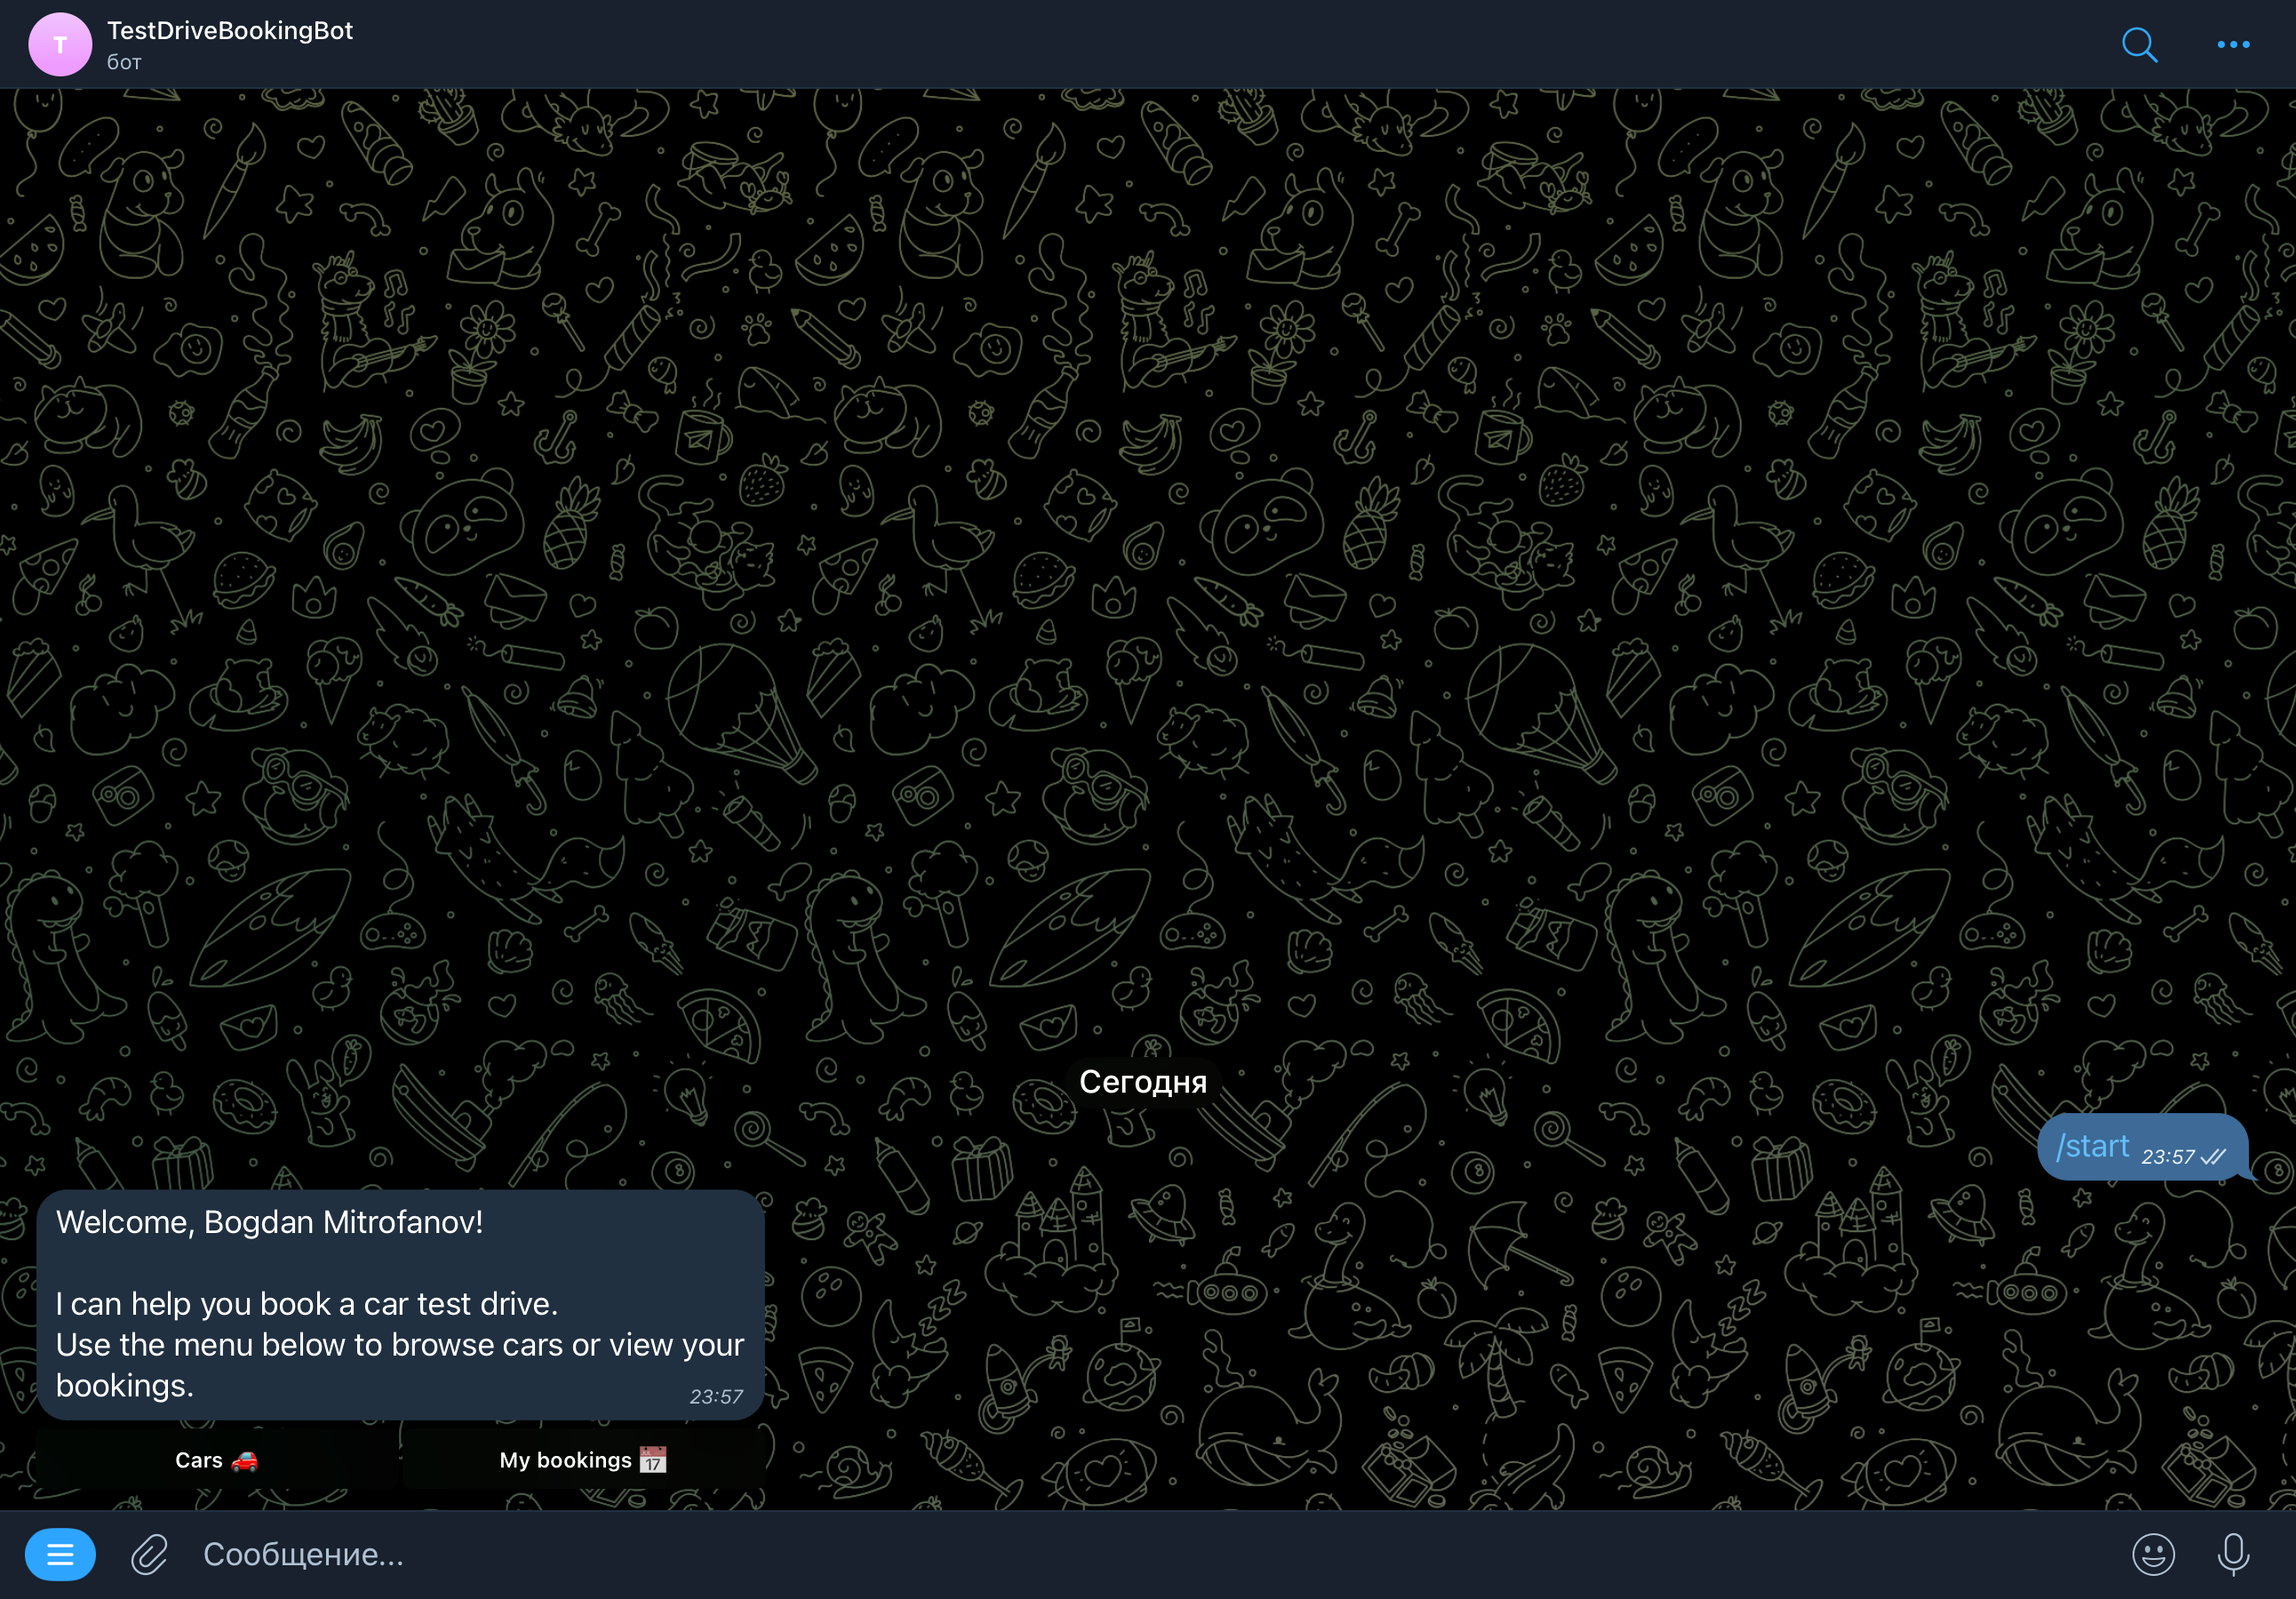 T
TestDriveBookingBot
бот
Сегодня
/start 23:57
Welcome, Bogdan Mitrofanov!
I can help you book a car test drive.
Use the menu below to browse cars or view your
bookings.
23:57
Cars 🚗
My bookings 📅
Сообщение...